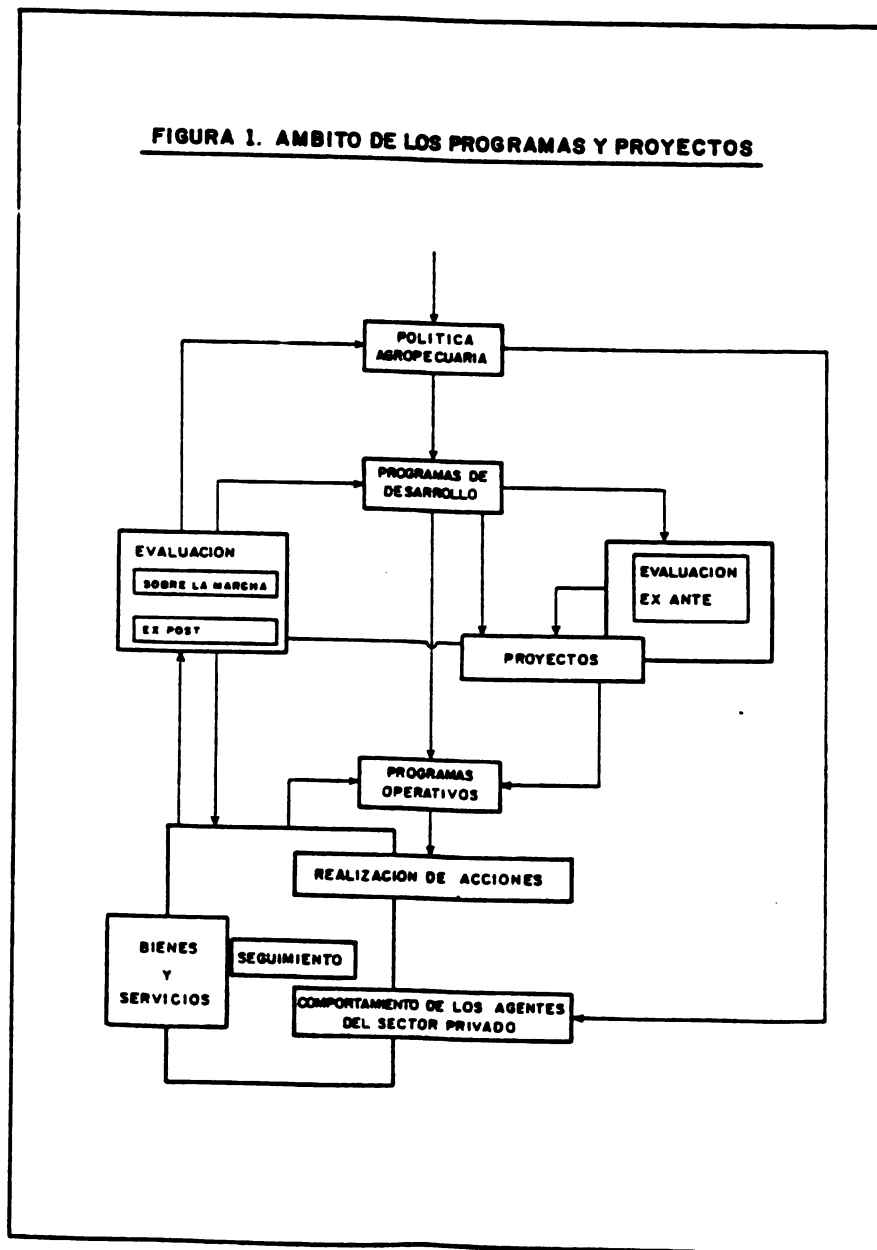 FIGURA 1. AMBITO DE LOS PROGRAMAS Y PROYECTOS
POLITICA
AGROPECUARIA
PROGRAMAS DE
DESARROLLO
EVALUACION
SOBRE LA MARCHA
EX POST
EVALUACION
EX ANTE
PROYECTOS
PROGRAMAS
OPERATIVOS
REALIZACION DE ACCIONES
BIENES
Y
SERVICIOS
SEGUIMIENTO
COMPORTAMIENTO DE LOS AGENTES
DEL SECTOR PRIVADO